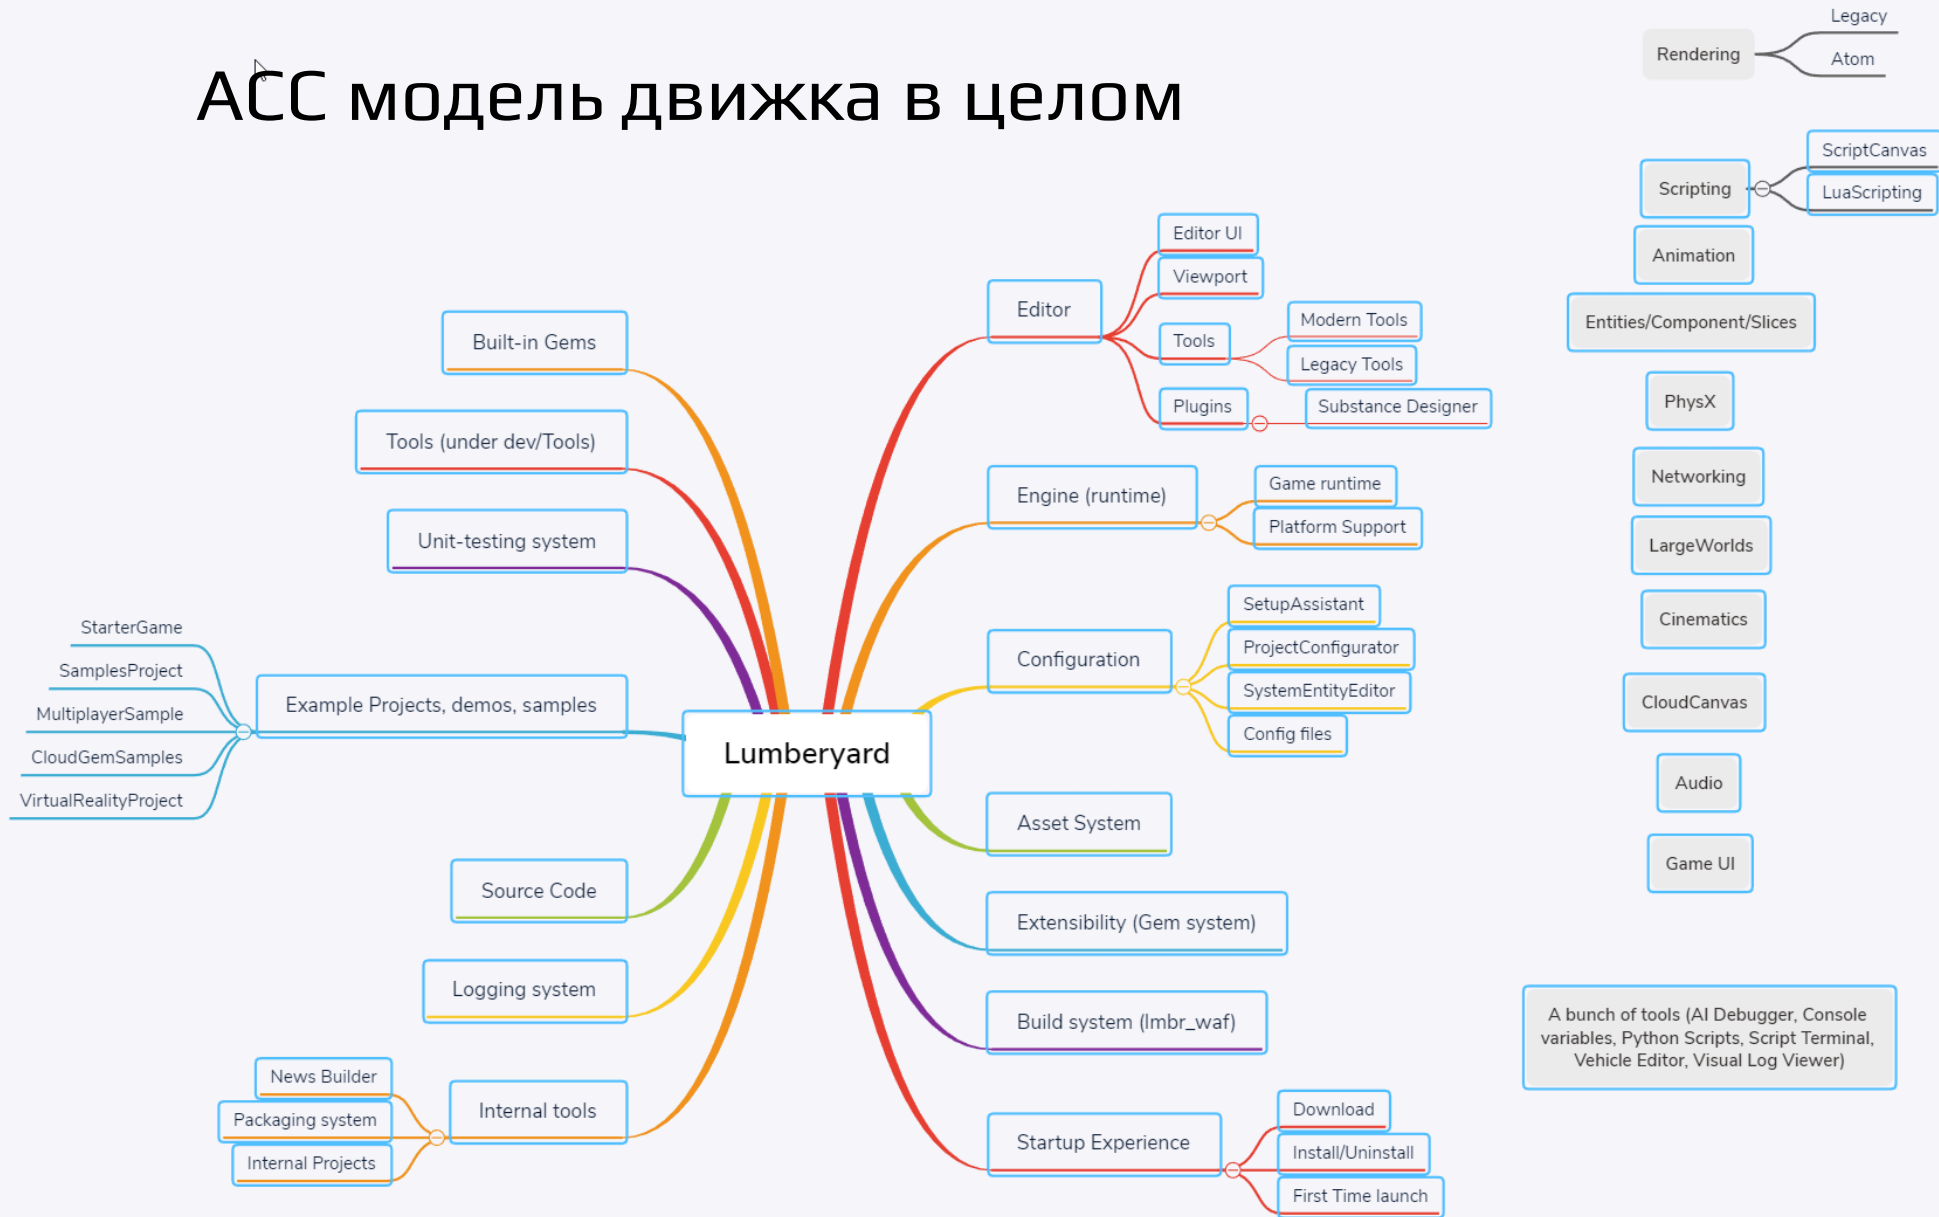 ACC модель движка в целом
Lumberyard
Built-in Gems
Tools (under dev/Tools)
Unit-testing system
Example Projects, demos, samples
StarterGame
SamplesProject
MultiplayerSample
CloudGemSamples
VirtualRealityProject
Source Code
Logging system
Internal tools
News Builder
Packaging system
Internal Projects
Editor
Editor UI
Viewport
Tools
Modern Tools
Legacy Tools
Plugins
Substance Designer
Engine (runtime)
Game runtime
Platform Support
Configuration
SetupAssistant
ProjectConfigurator
SystemEntityEditor
Config files
Asset System
Extensibility (Gem system)
Build system (lmbr_waf)
Startup Experience
Download
Install/Uninstall
First Time launch
Rendering
Legacy
Atom
Scripting
ScriptCanvas
LuaScripting
Animation
Entities/Component/Slices
PhysX
Networking
LargeWorlds
Cinematics
CloudCanvas
Audio
Game UI
A bunch of tools (AI Debugger, Console
variables, Python Scripts, Script Terminal,
Vehicle Editor, Visual Log Viewer)